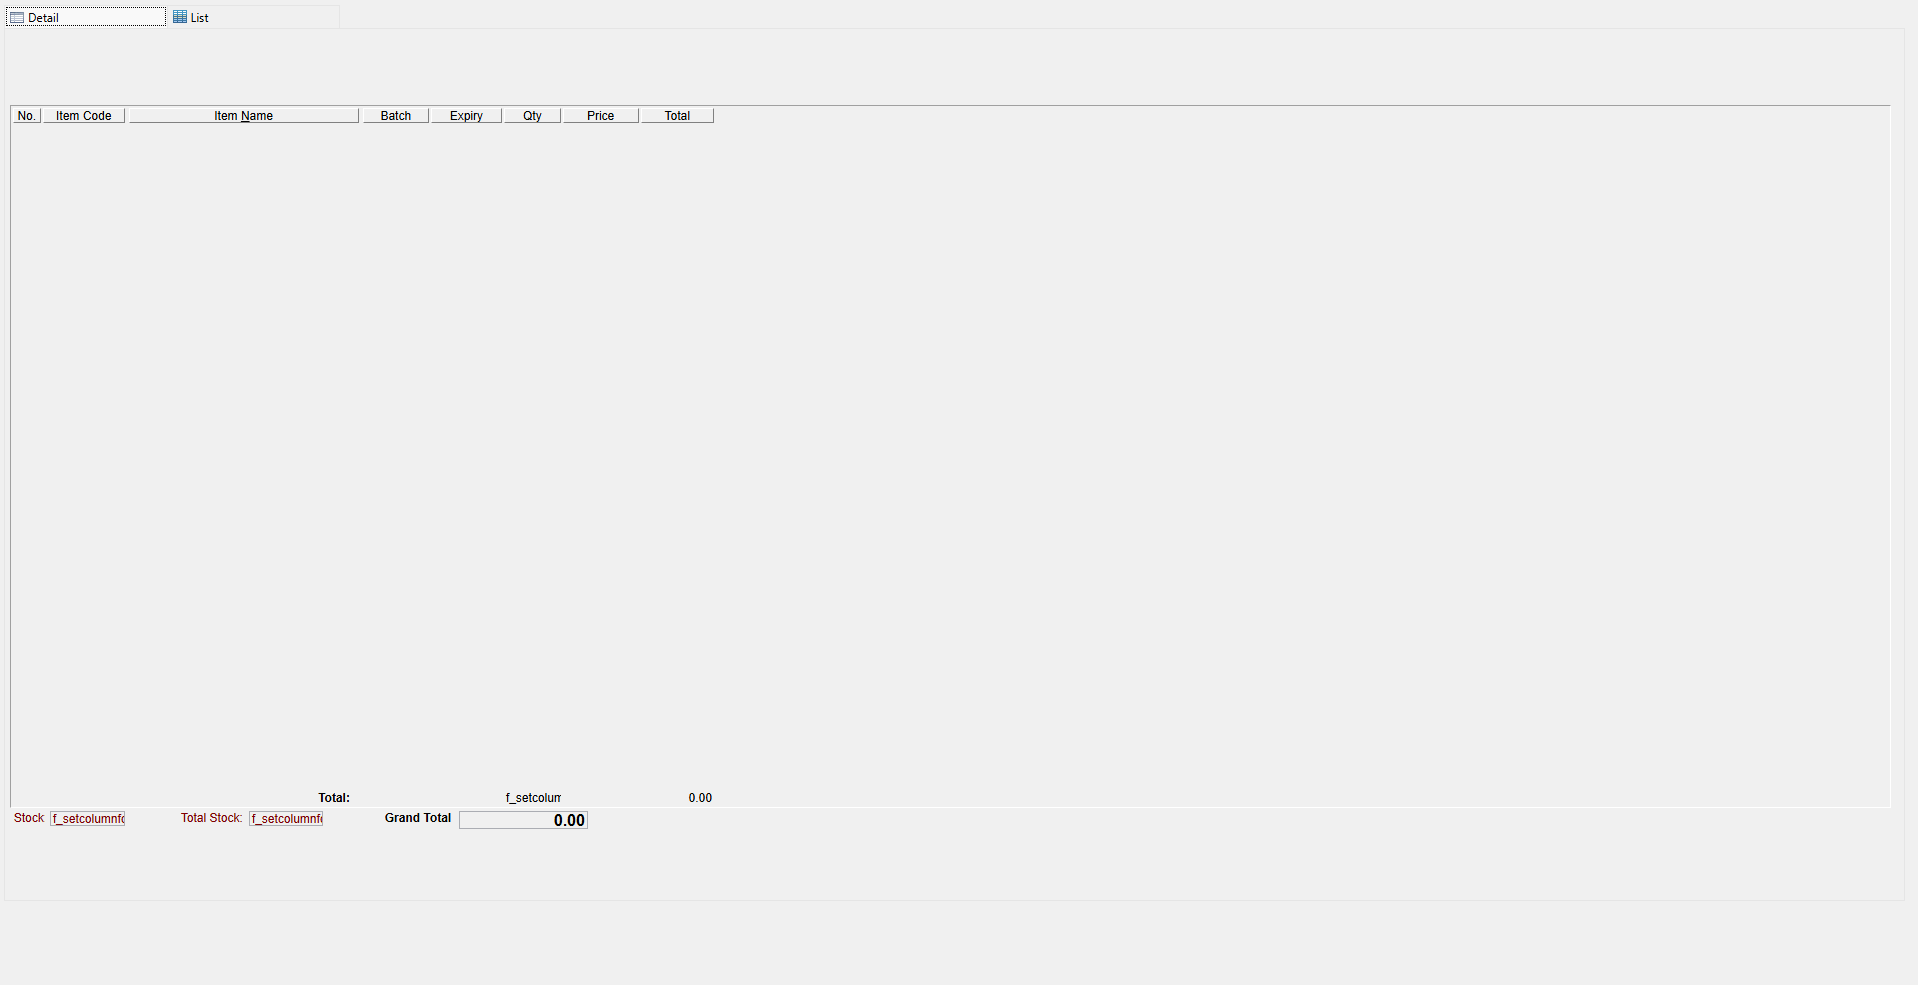 Detail List
No. Item Code Item Name Batch Expiry Qty Price Total
Total: f_setcolum 0.00
Stock f_setcolumnfo Total Stock: f_setcolumnf Grand Total 0.00